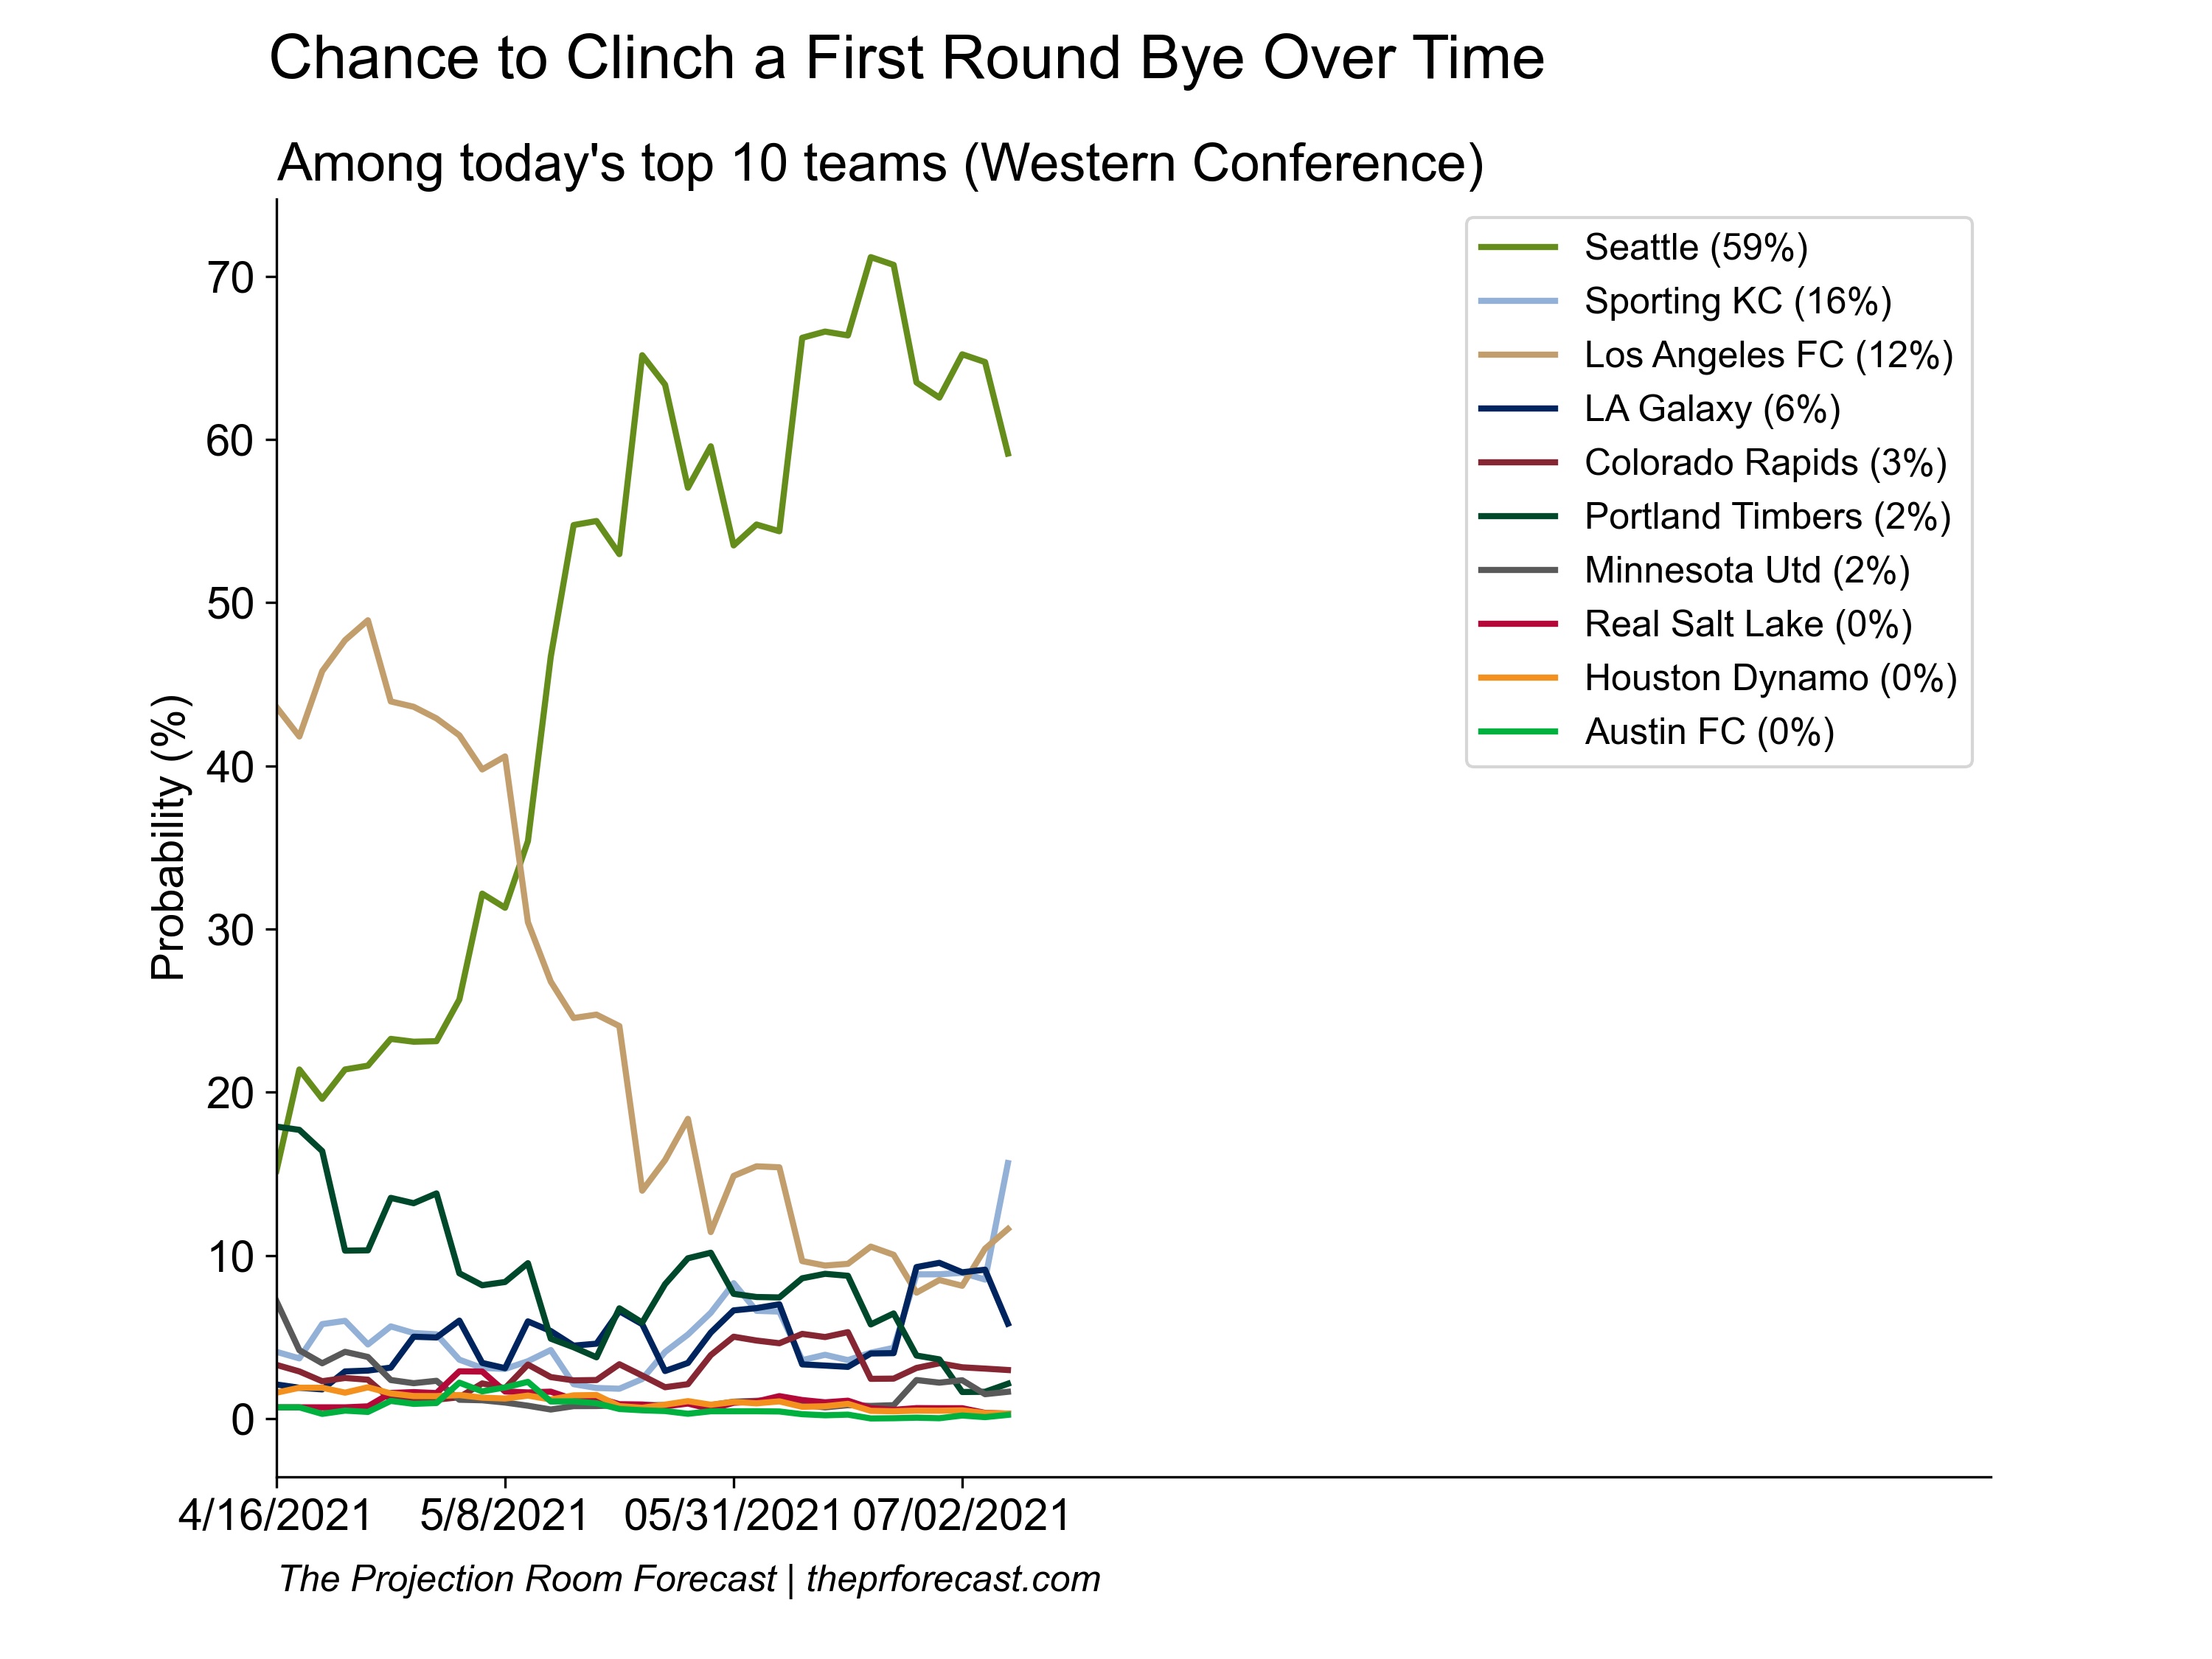 Chance to Clinch a First Round Bye Over Time
Among today's top 10 teams (Western Conference)
Seattle (59%)
Sporting KC (16%)
Los Angeles FC (12%)
LA Galaxy (6%)
Colorado Rapids (3%)
Portland Timbers (2%)
Minnesota Utd (2%)
Real Salt Lake (0%)
Houston Dynamo (0%)
Austin FC (0%)
Probability (%)
70
60
50
40
30
20
10
0
4/16/2021 5/8/2021 05/31/2021 07/02/2021
The Projection Room Forecast | theprforecast.com